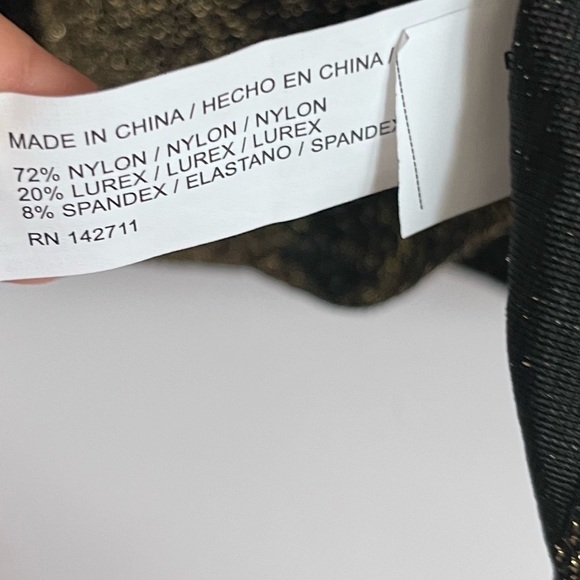 MADE IN CHINA / HECHO EN CHINA /
72% NYLON / NYLON / NYLON
20% LUREX / LUREX / LUREX
8% SPANDEX / ELASTANO / SPANDEX
RN 142711